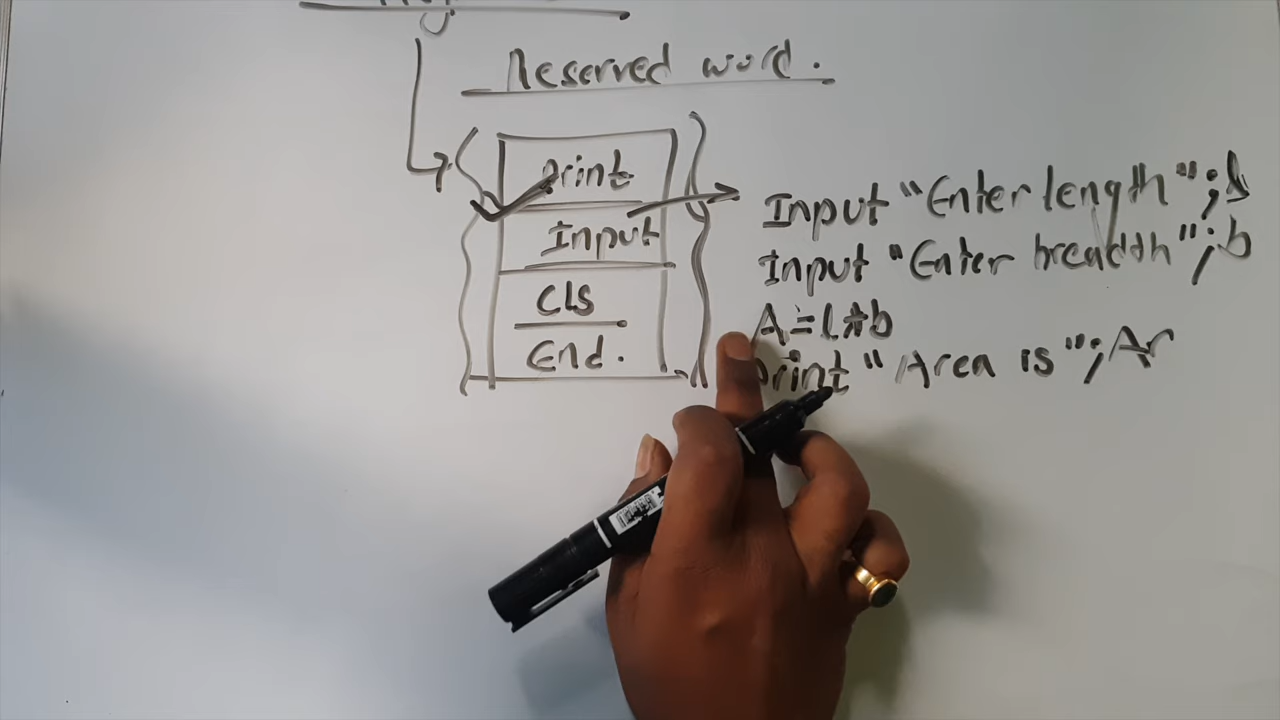 Reserved word.
print
Input
Cls
End.
Input "Enter length";l
Input "Enter breadth";b
A=l*b
print "Area is";Ar